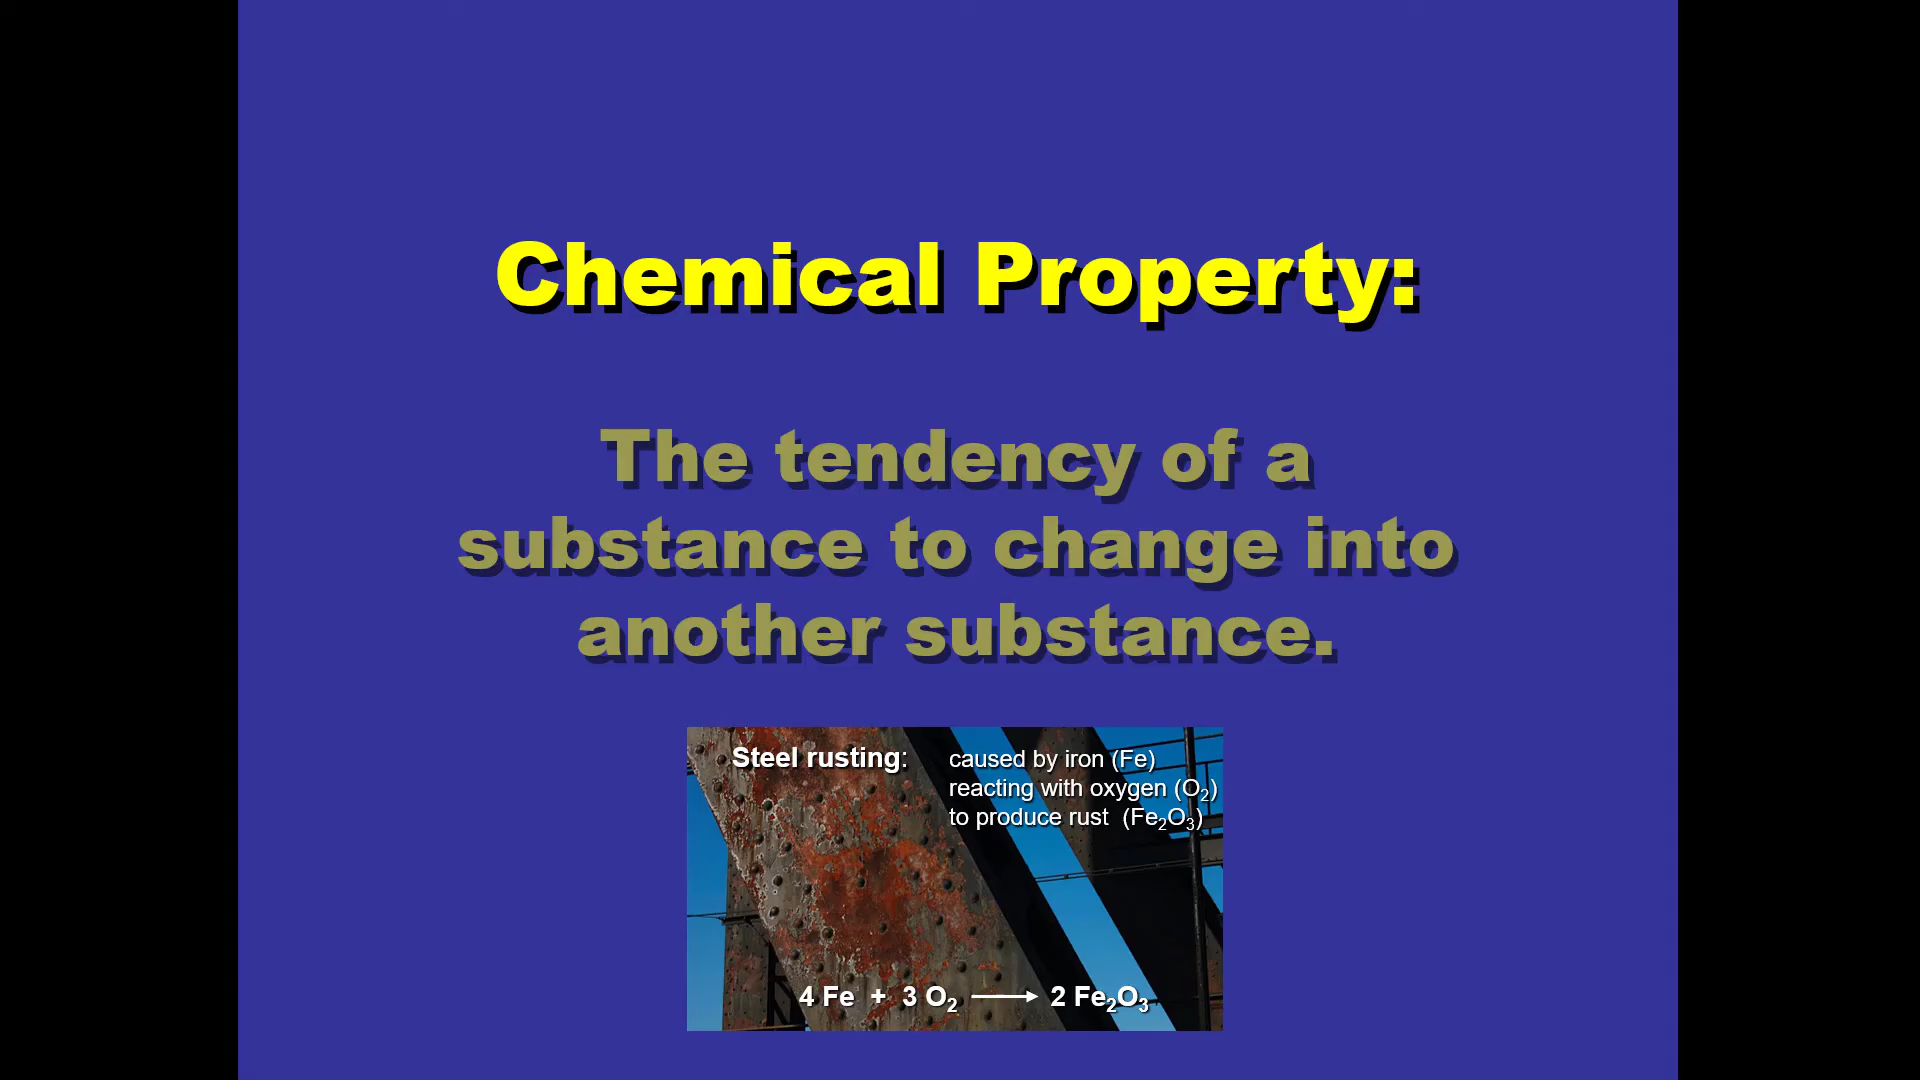 Chemical Property:
The tendency of a
substance to change into
another substance.
Steel rusting: caused by iron (Fe)
reacting with oxygen (O₂)
to produce rust (Fe₂O₃)
4 Fe + 3 O₂ ⟶ 2 Fe₂O₃